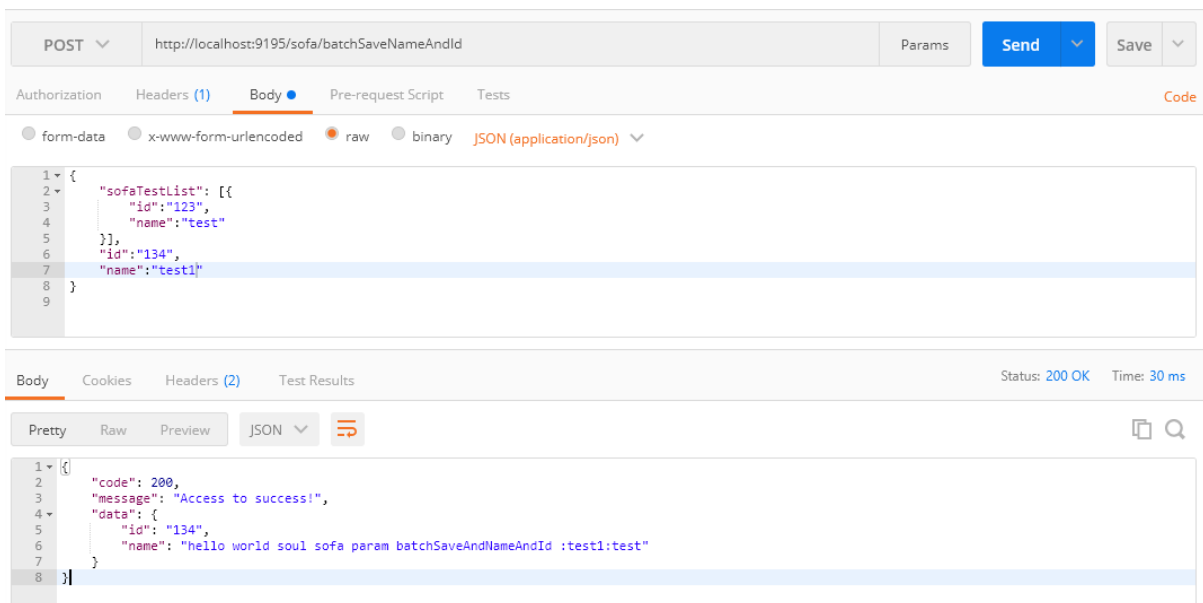 POST http://localhost:9195/sofa/batchSaveNameAndId Params Send Save
Authorization Headers (1) Body Pre-request Script Tests Code
form-data x-www-form-urlencoded raw binary JSON (application/json)
1 {
2 "sofaTestList": [{
3 "id":"123",
4 "name":"test"
5 }],
6 "id":"134",
7 "name":"test1"
8 }
9
Body Cookies Headers (2) Test Results Status: 200 OK Time: 30 ms
Pretty Raw Preview JSON
1 {
2 "code": 200,
3 "message": "Access to success!",
4 "data": {
5 "id": "134",
6 "name": "hello world soul sofa param batchSaveAndNameAndId :test1:test"
7 }
8 }